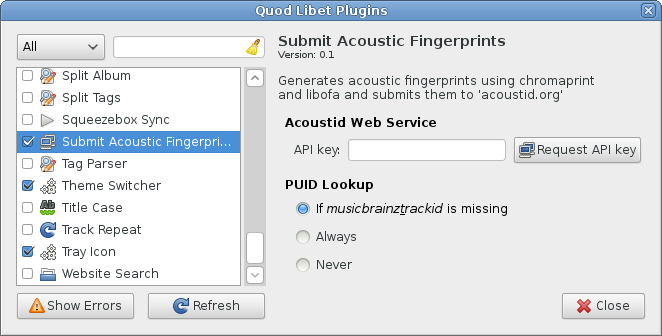 Quod Libet Plugins
All
Split Album
Split Tags
Squeezebox Sync
Submit Acoustic Fingerpri...
Tag Parser
Theme Switcher
Title Case
Track Repeat
Tray Icon
Website Search
Show Errors
Refresh
Submit Acoustic Fingerprints
Version: 0.1
Generates acoustic fingerprints using chromaprint
and libofa and submits them to 'acoustid.org'
Acoustid Web Service
API key:
Request API key
PUID Lookup
If musicbrainztrackid is missing
Always
Never
Close